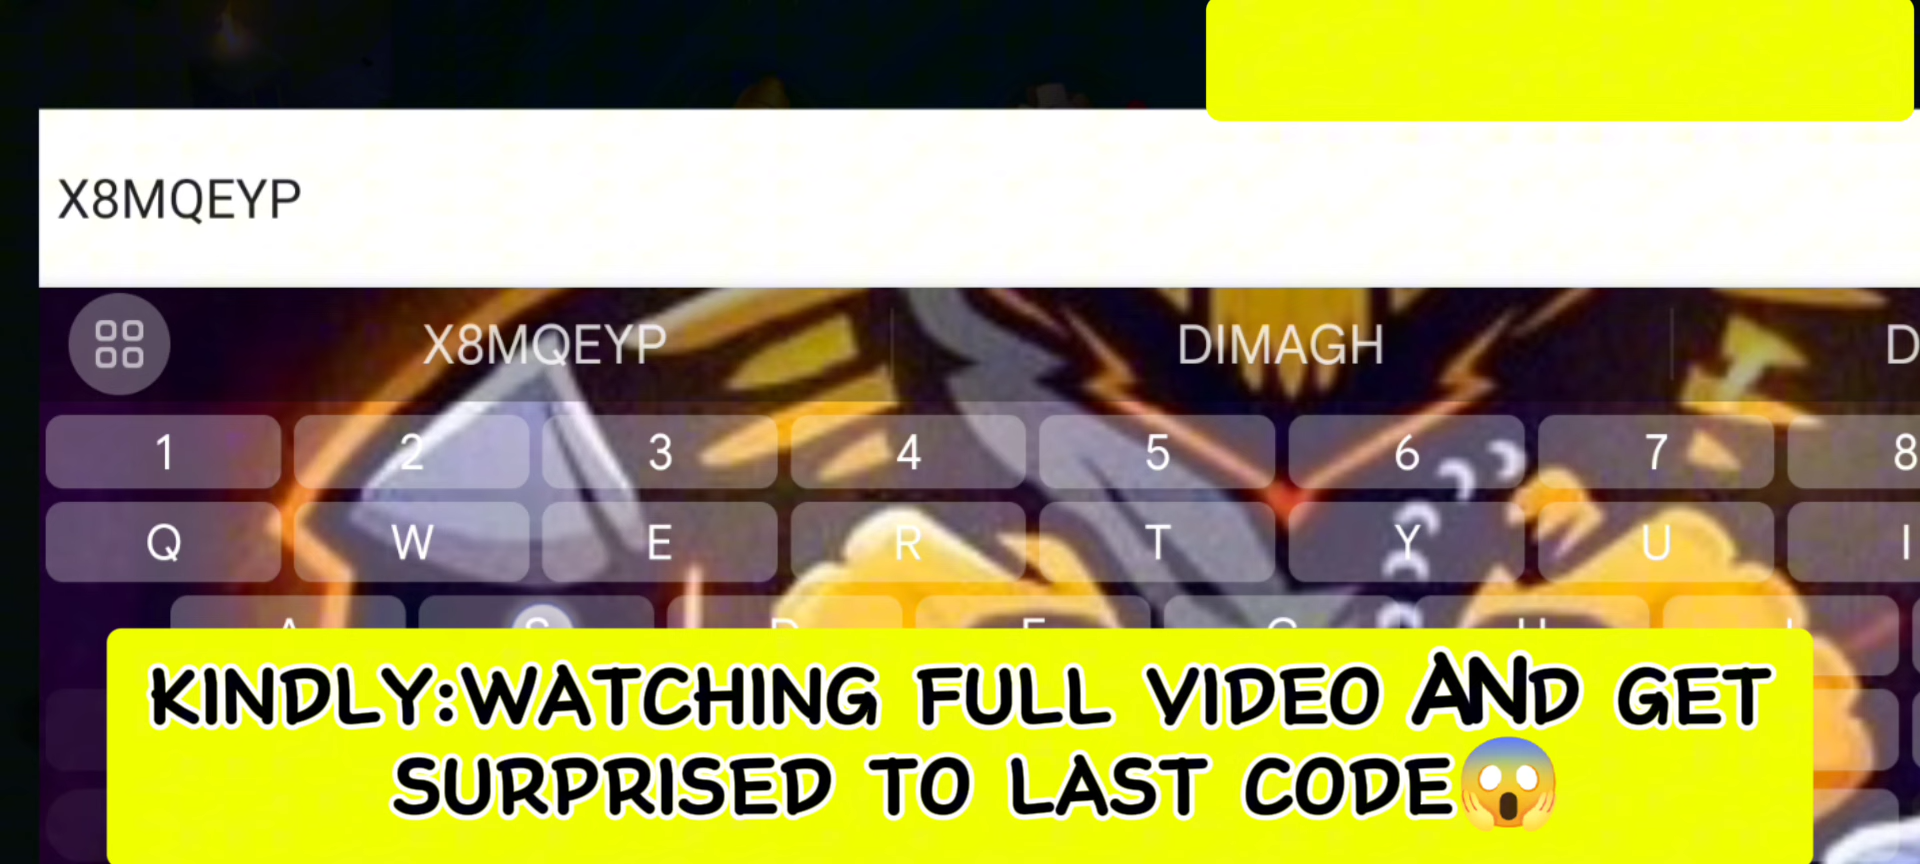 X8MQEYP
X8MQEYP DIMAGH D
1 2 3 4 5 6 7 8
Q W E R T Y U I
KINDLY:WATCHING FULL VIDEO AND GET
SURPRISED TO LAST CODE😱